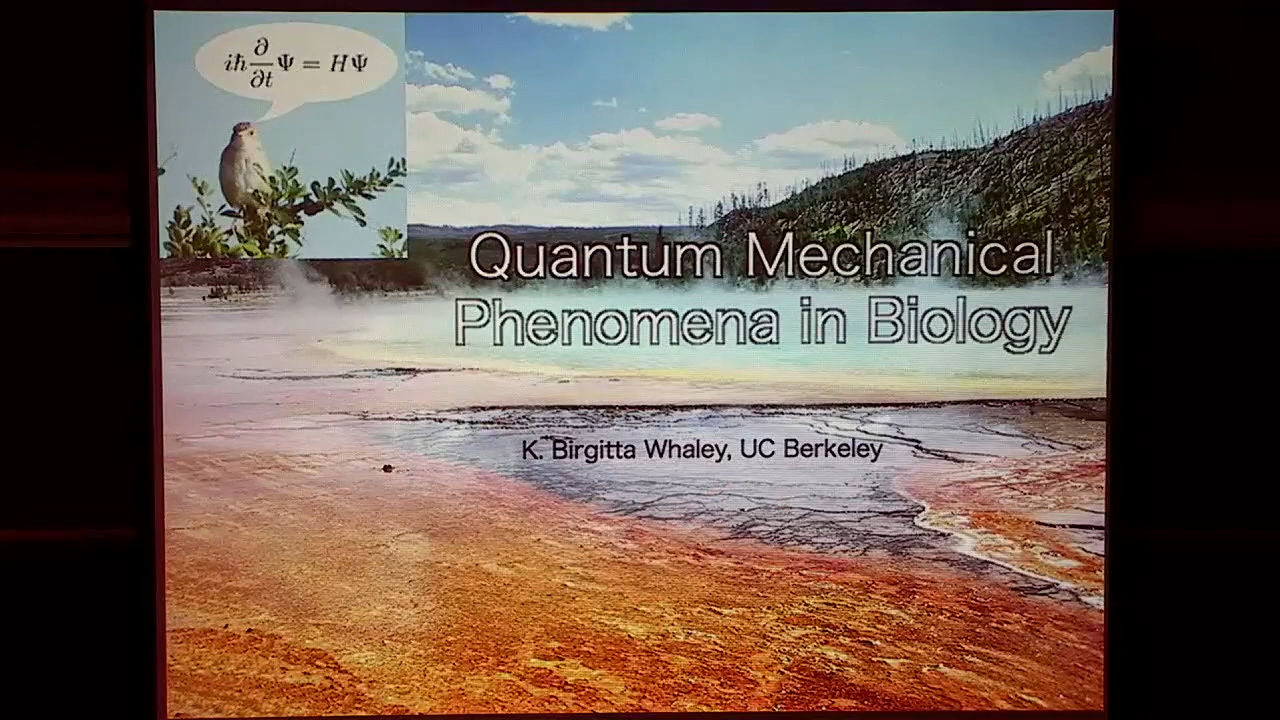 iħ ∂/∂t Ψ = HΨ
Quantum Mechanical
Phenomena in Biology
K. Birgitta Whaley, UC Berkeley